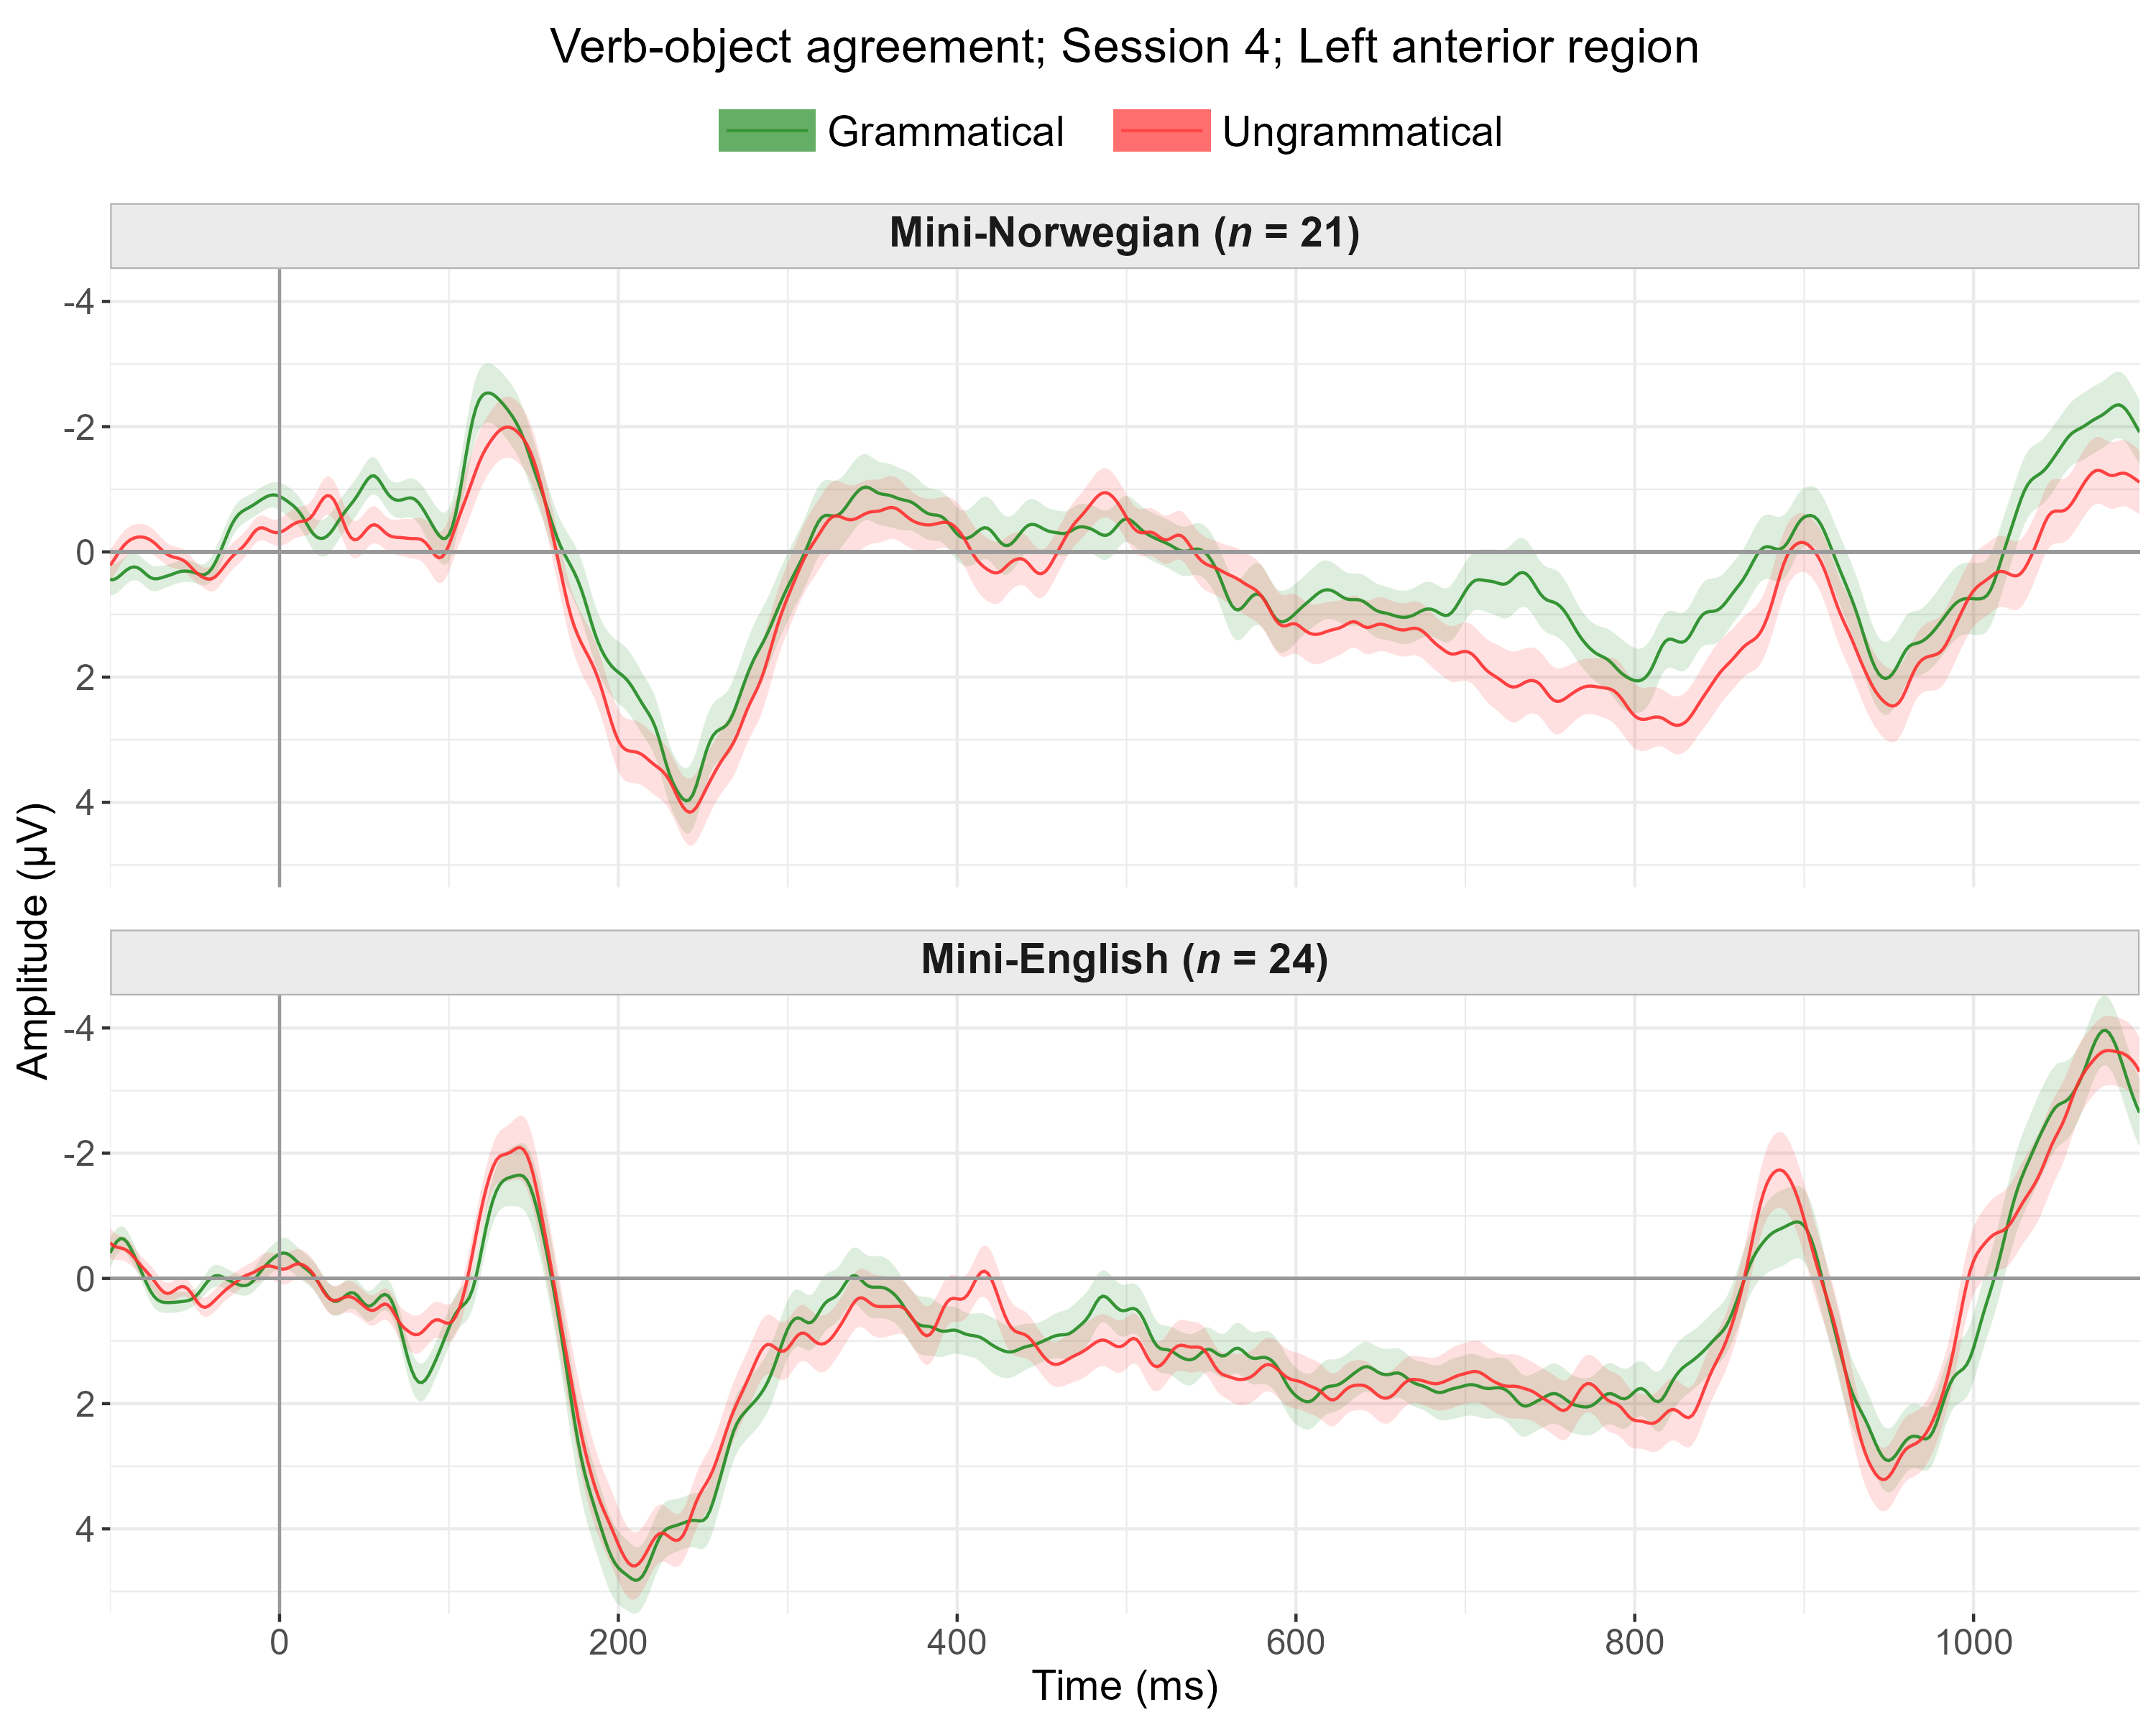 Verb-object agreement; Session 4; Left anterior region
Grammatical Ungrammatical
Mini-Norwegian (n = 21)
-4
-2
0
2
4
Amplitude (µV)
Mini-English (n = 24)
-4
-2
0
2
4
0 200 400 600 800 1000
Time (ms)